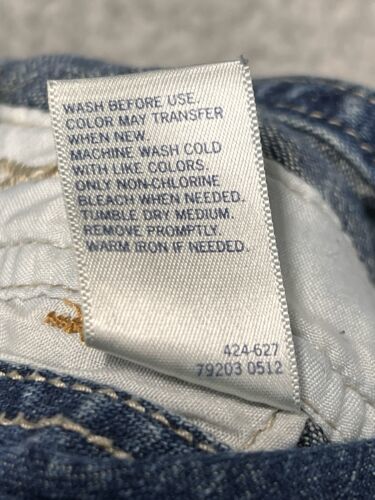 WASH BEFORE USE.
COLOR MAY TRANSFER
WHEN NEW.
MACHINE WASH COLD
WITH LIKE COLORS.
ONLY NON-CHLORINE
BLEACH WHEN NEEDED.
TUMBLE DRY MEDIUM.
REMOVE PROMPTLY.
WARM IRON IF NEEDED.
424-627
79203 0512